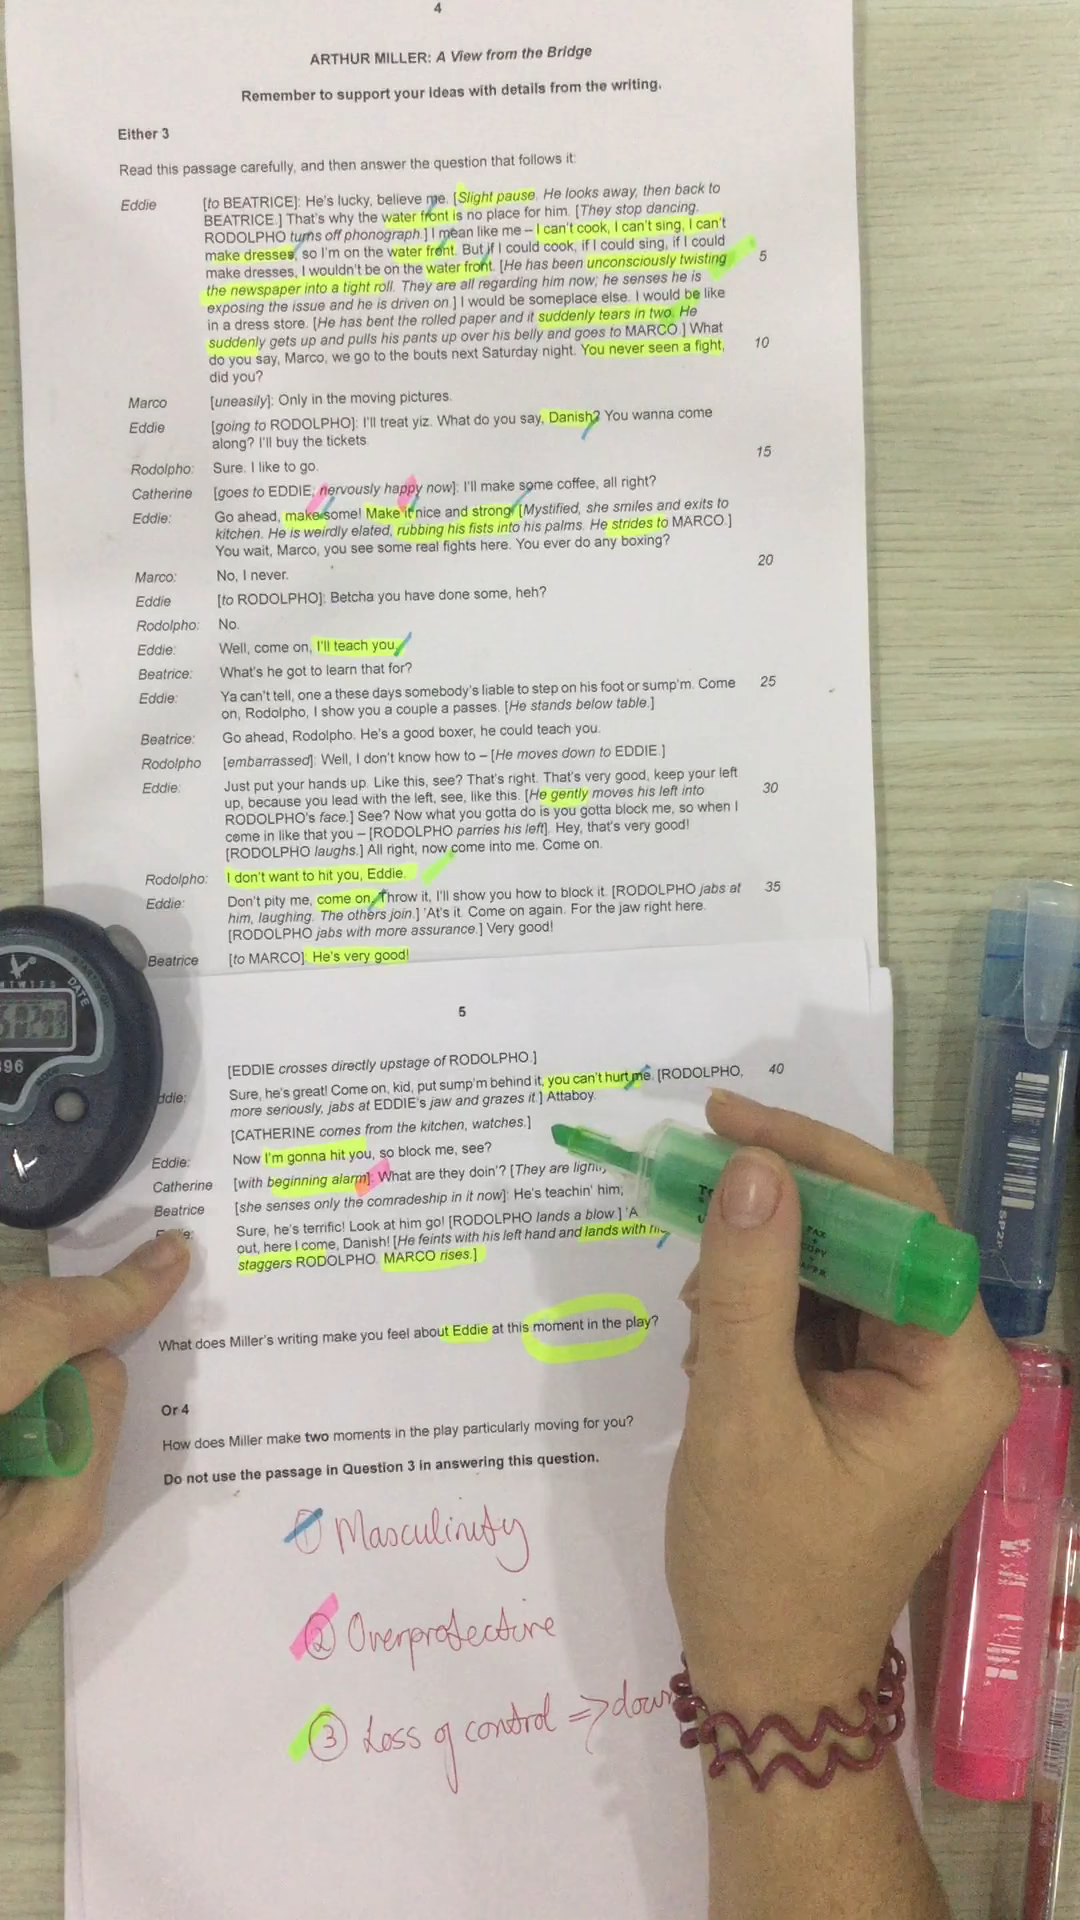 4
ARTHUR MILLER: A View from the Bridge
Remember to support your ideas with details from the writing.
Either 3
Read this passage carefully, and then answer the question that follows it:
Eddie [to BEATRICE]: He's lucky, believe me. [Slight pause. He looks away, then back to
BEATRICE.] That's why the water front is no place for him. [They stop dancing.
RODOLPHO turns off phonograph.] I mean like me – I can't cook, I can't sing, I can't
make dresses, so I'm on the water front. But if I could cook, if I could sing, if I could
make dresses, I wouldn't be on the water front. [He has been unconsciously twisting 5
the newspaper into a tight roll. They are all regarding him now; he senses he is
exposing the issue and he is driven on.] I would be someplace else. I would be like
in a dress store. [He has bent the rolled paper and it suddenly tears in two. He
suddenly gets up and pulls his pants up over his belly and goes to MARCO.] What
do you say, Marco, we go to the bouts next Saturday night. You never seen a fight, 10
did you?
Marco [uneasily]: Only in the moving pictures.
Eddie [going to RODOLPHO]: I'll treat yiz. What do you say, Danish? You wanna come
along? I'll buy the tickets.
Rodolpho: Sure. I like to go. 15
Catherine [goes to EDDIE; nervously happy now]: I'll make some coffee, all right?
Eddie: Go ahead, make some! Make it nice and strong. [Mystified, she smiles and exits to
kitchen. He is weirdly elated, rubbing his fists into his palms. He strides to MARCO.]
You wait, Marco, you see some real fights here. You ever do any boxing?
Marco: No, I never. 20
Eddie [to RODOLPHO]: Betcha you have done some, heh?
Rodolpho: No.
Eddie: Well, come on, I'll teach you.
Beatrice: What's he got to learn that for?
Eddie: Ya can't tell, one a these days somebody's liable to step on his foot or sump'm. Come 25
on, Rodolpho, I show you a couple a passes. [He stands below table.]
Beatrice: Go ahead, Rodolpho. He's a good boxer, he could teach you.
Rodolpho [embarrassed]: Well, I don't know how to – [He moves down to EDDIE.]
Eddie: Just put your hands up. Like this, see? That's right. That's very good, keep your left
up, because you lead with the left, see, like this. [He gently moves his left into 30
RODOLPHO's face.] See? Now what you gotta do is you gotta block me, so when I
come in like that you – [RODOLPHO parries his left]. Hey, that's very good!
[RODOLPHO laughs.] All right, now come into me. Come on.
Rodolpho: I don't want to hit you, Eddie.
Eddie: Don't pity me, come on. Throw it, I'll show you how to block it. [RODOLPHO jabs at 35
him, laughing. The others join.] 'At's it. Come on again. For the jaw right here.
[RODOLPHO jabs with more assurance.] Very good!
Beatrice [to MARCO]: He's very good!
5
[EDDIE crosses directly upstage of RODOLPHO.]
ddie: Sure, he's great! Come on, kid, put sump'm behind it, you can't hurt me. [RODOLPHO, 40
more seriously, jabs at EDDIE's jaw and grazes it.] Attaboy.
[CATHERINE comes from the kitchen, watches.]
Eddie: Now I'm gonna hit you, so block me, see?
Catherine [with beginning alarm]: What are they doin'? [They are lightly
Beatrice [she senses only the comradeship in it now]: He's teachin' him;
Sure, he's terrific! Look at him go! [RODOLPHO lands a blow.] 'A
out, here I come, Danish! [He feints with his left hand and lands with
staggers RODOLPHO. MARCO rises.]
What does Miller's writing make you feel about Eddie at this moment in the play?
Or 4
How does Miller make two moments in the play particularly moving for you?
Do not use the passage in Question 3 in answering this question.
① Masculinity
② Overprotective
③ Loss of control => down
DATE
FAX
COPY
SP2P